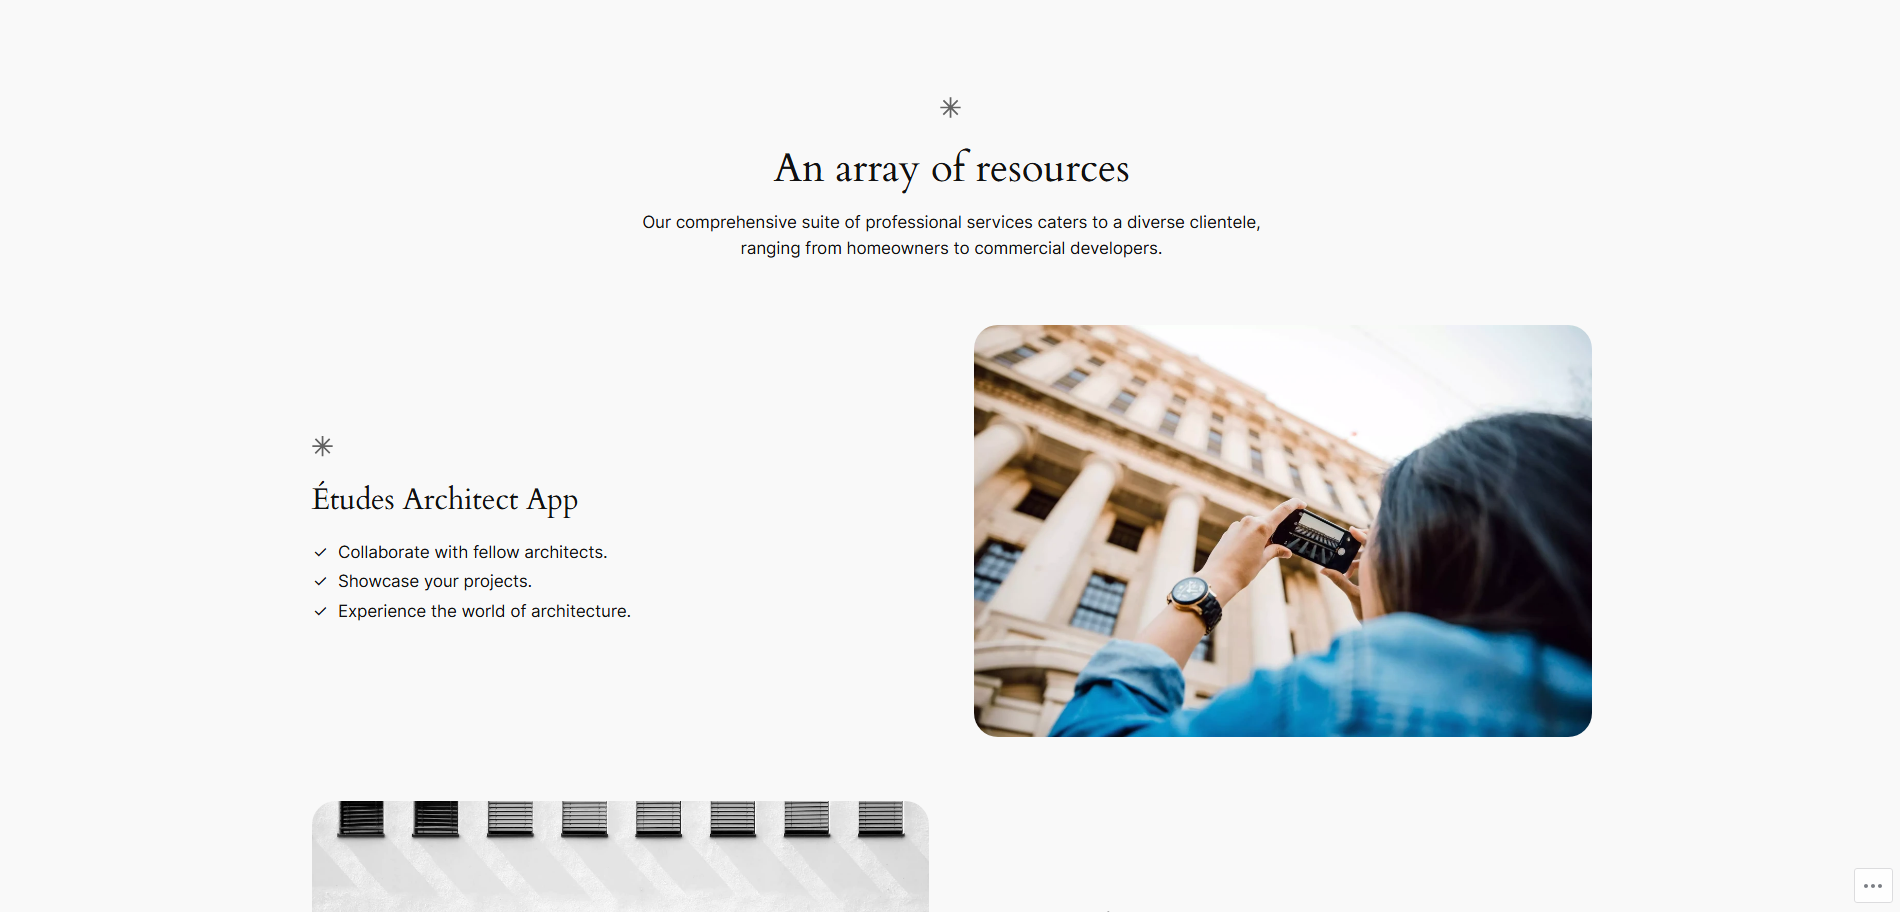 An array of resources
Our comprehensive suite of professional services caters to a diverse clientele,
ranging from homeowners to commercial developers.
Études Architect App
Collaborate with fellow architects.
Showcase your projects.
Experience the world of architecture.